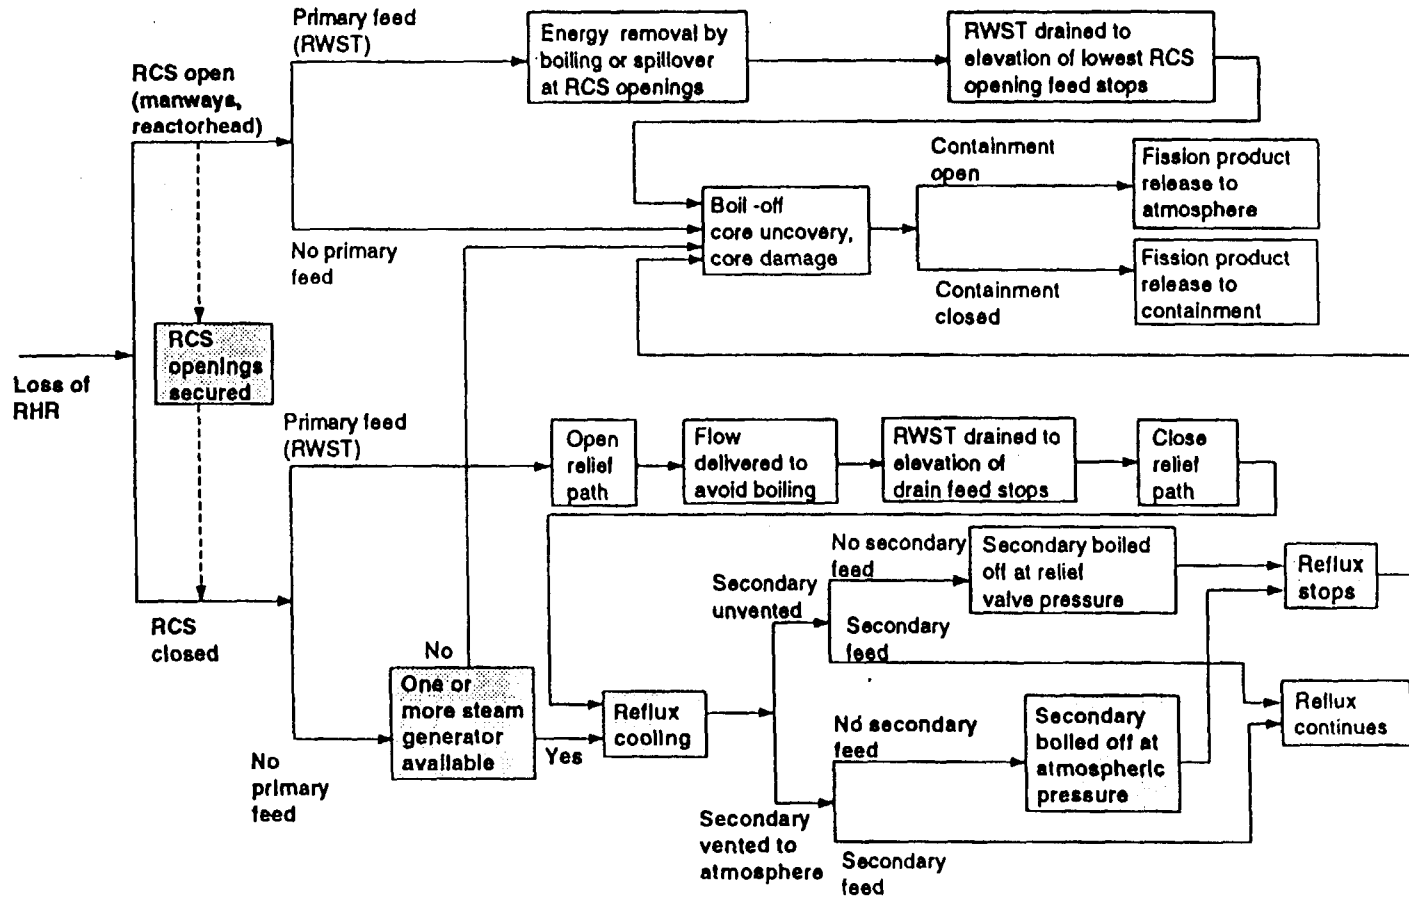 Primary feed
(RWST)
Energy removal by
boiling or spillover
at RCS openings
RWST drained to
elevation of lowest RCS
opening feed stops
RCS open
(manways,
reactorhead)
Containment
open
Fission product
release to
atmosphere
Boil -off
core uncovery,
core damage
No primary
feed
Fission product
release to
containment
Containment
closed
RCS
openings
secured
Loss of
RHR
Primary feed
(RWST)
Open
relief
path
Flow
delivered to
avoid boiling
RWST drained to
elevation of
drain feed stops
Close
relief
path
No secondary
feed
Secondary boiled
off at relief
valve pressure
Reflux
stops
Secondary
unvented
Secondary
feed
RCS
closed
No
One or
more steam
generator
available
Yes
Reflux
cooling
No secondary
feed
Secondary
boiled off at
atmospheric
pressure
Reflux
continues
No
primary
feed
Secondary
vented to
atmosphere
Secondary
feed